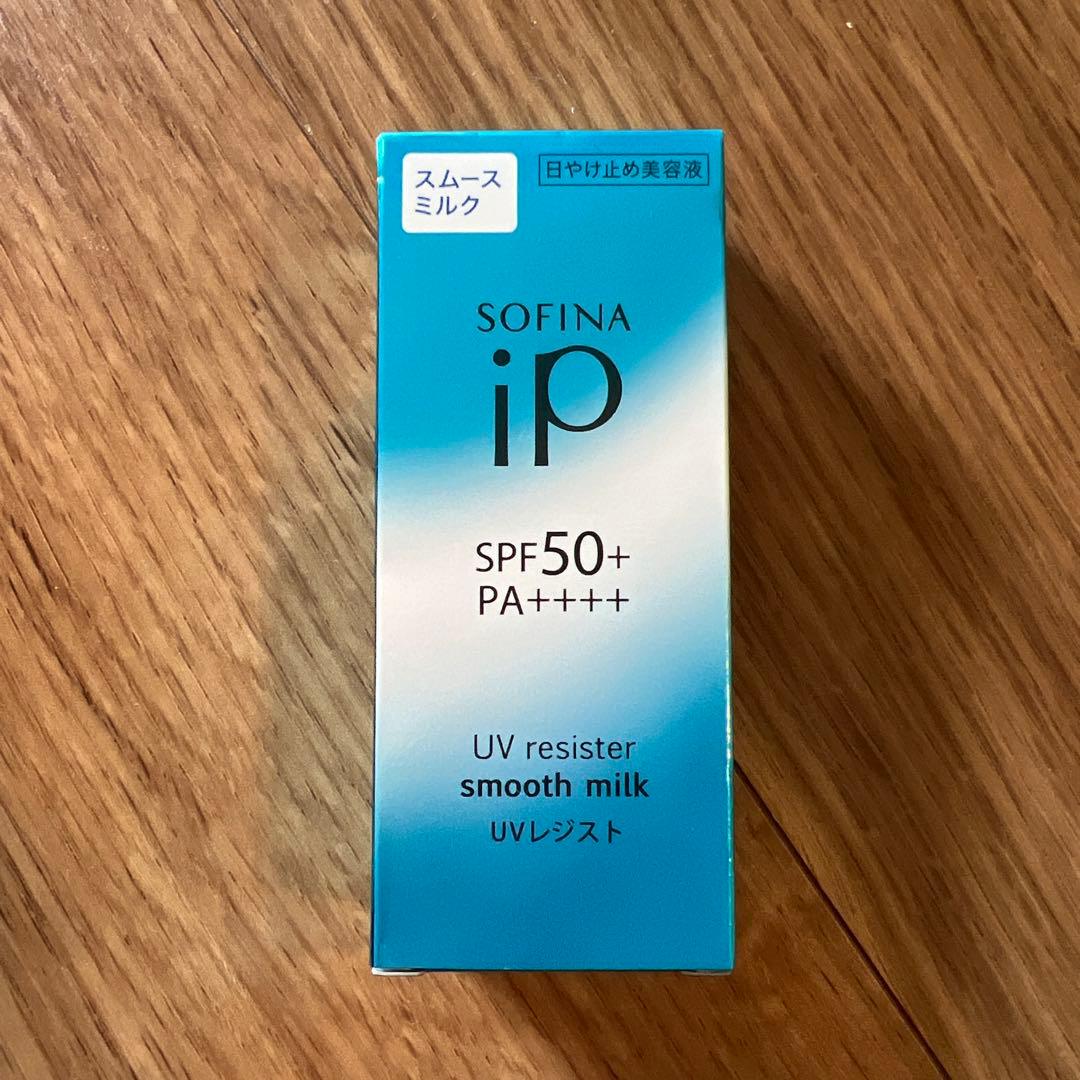 スムース
ミルク
日やけ止め美容液
SOFINA
iP
SPF50+
PA++++
UV resister
smooth milk
UVレジスト